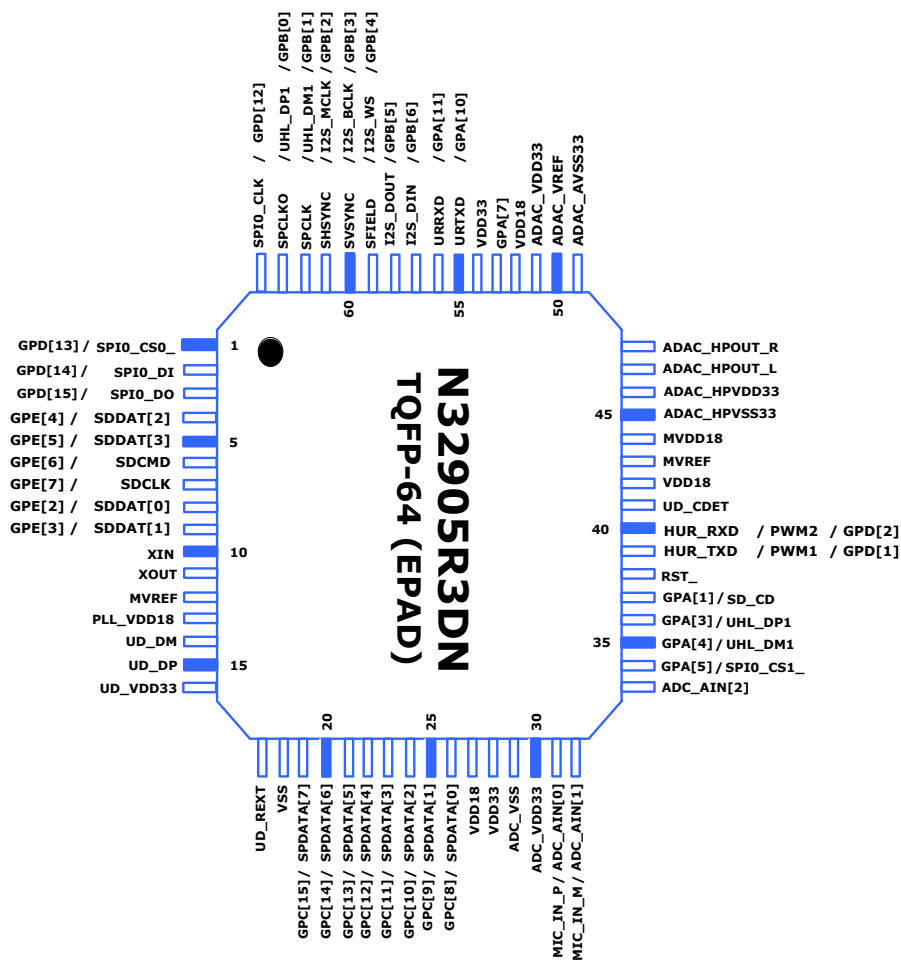 SPI0_CLK / GPD[12]
SPCLKO /UHL_DP1 /GPB[0]
SPCLK /UHL_DM1 /GPB[1]
SHSYNC /I2S_MCLK /GPB[2]
SVSYNC /I2S_BCLK /GPB[3]
SFIELD /I2S_WS /GPB[4]
I2S_DOUT /GPB[5]
I2S_DIN /GPB[6]
URRXD /GPA[11]
URTXD /GPA[10]
VDD33
GPA[7]
VDD18
ADAC_VDD33
ADAC_VREF
ADAC_AVSS33
60
55
50
GPD[13]/ SPI0_CS0_ 1
GPD[14]/ SPI0_DI
GPD[15]/ SPI0_DO
GPE[4]/ SDDAT[2]
GPE[5]/ SDDAT[3] 5
GPE[6]/ SDCMD
GPE[7]/ SDCLK
GPE[2]/ SDDAT[0]
GPE[3]/ SDDAT[1]
XIN 10
XOUT
MVREF
PLL_VDD18
UD_DM
UD_DP 15
UD_VDD33
N32905R3DN
TQFP-64 (EPAD)
ADAC_HPOUT_R
ADAC_HPOUT_L
ADAC_HPVDD33
45 ADAC_HPVSS33
MVDD18
MVREF
VDD18
UD_CDET
40 HUR_RXD / PWM2 / GPD[2]
HUR_TXD / PWM1 / GPD[1]
RST_
GPA[1]/SD_CD
GPA[3]/UHL_DP1
35 GPA[4]/UHL_DM1
GPA[5]/SPI0_CS1_
ADC_AIN[2]
20
25
30
UD_REXT
VSS
GPC[15]/ SPDATA[7]
GPC[14]/ SPDATA[6]
GPC[13]/ SPDATA[5]
GPC[12]/ SPDATA[4]
GPC[11]/ SPDATA[3]
GPC[10]/ SPDATA[2]
GPC[9]/ SPDATA[1]
GPC[8]/ SPDATA[0]
VDD18
VDD33
ADC_VSS
ADC_VDD33
MIC_IN_P/ ADC_AIN[0]
MIC_IN_M/ ADC_AIN[1]